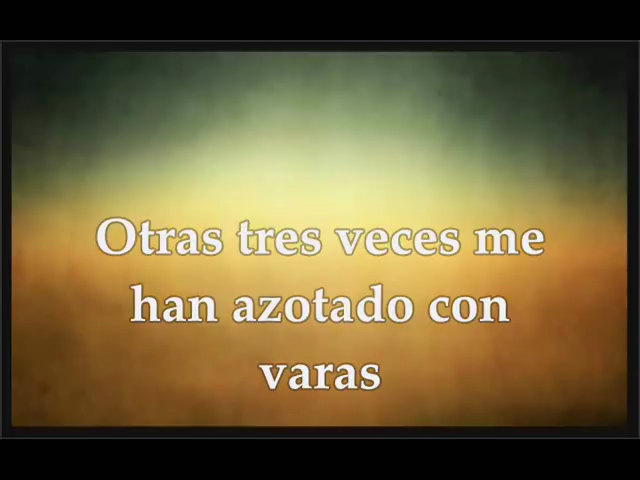 Otras tres veces me
han azotado con
varas